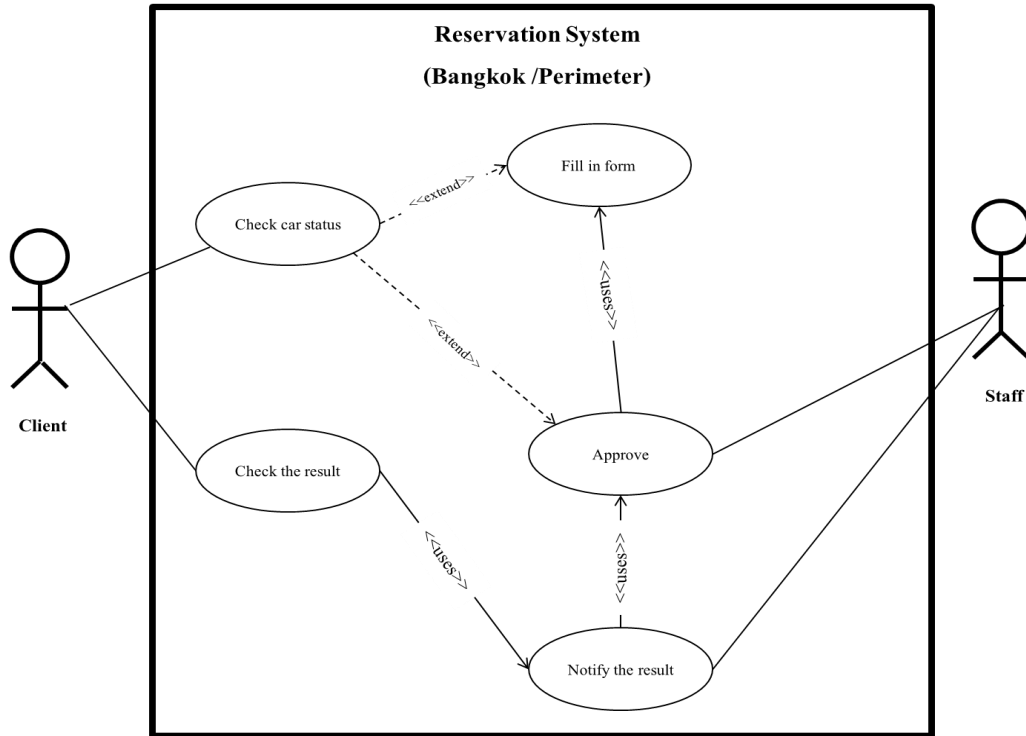 Reservation System
(Bangkok /Perimeter)
Fill in form
<<extend>>
Check car status
<<uses>>
<<extend>>
Client
Staff
Approve
Check the result
<<uses>>
<<uses>>
Notify the result